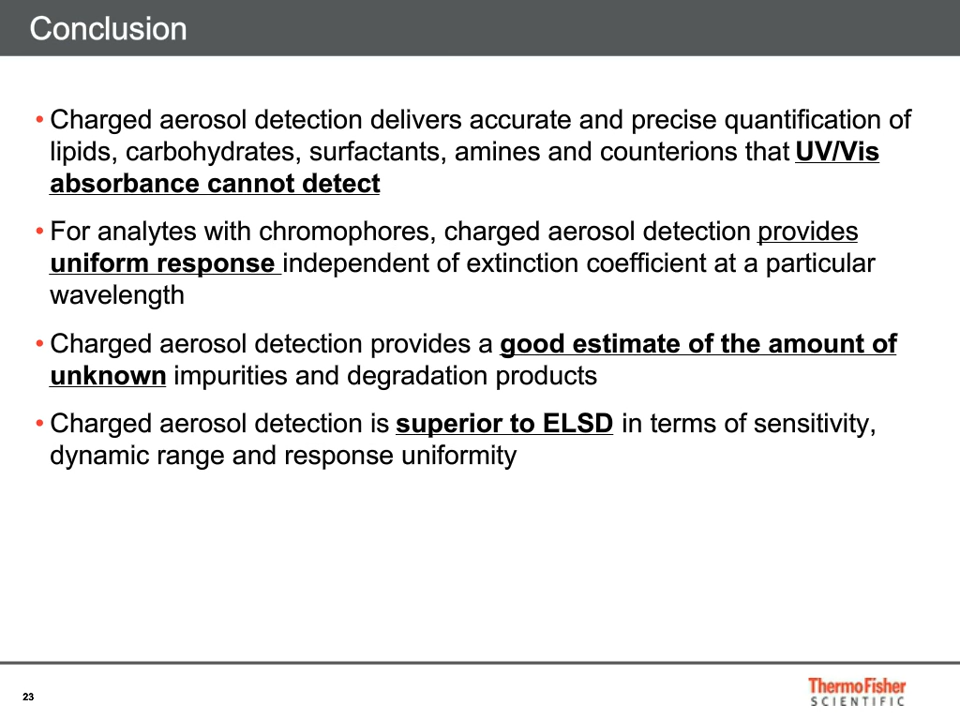 Conclusion
• Charged aerosol detection delivers accurate and precise quantification of
lipids, carbohydrates, surfactants, amines and counterions that UV/Vis
absorbance cannot detect
• For analytes with chromophores, charged aerosol detection provides
uniform response independent of extinction coefficient at a particular
wavelength
• Charged aerosol detection provides a good estimate of the amount of
unknown impurities and degradation products
• Charged aerosol detection is superior to ELSD in terms of sensitivity,
dynamic range and response uniformity
23
ThermoFisher
SCIENTIFIC